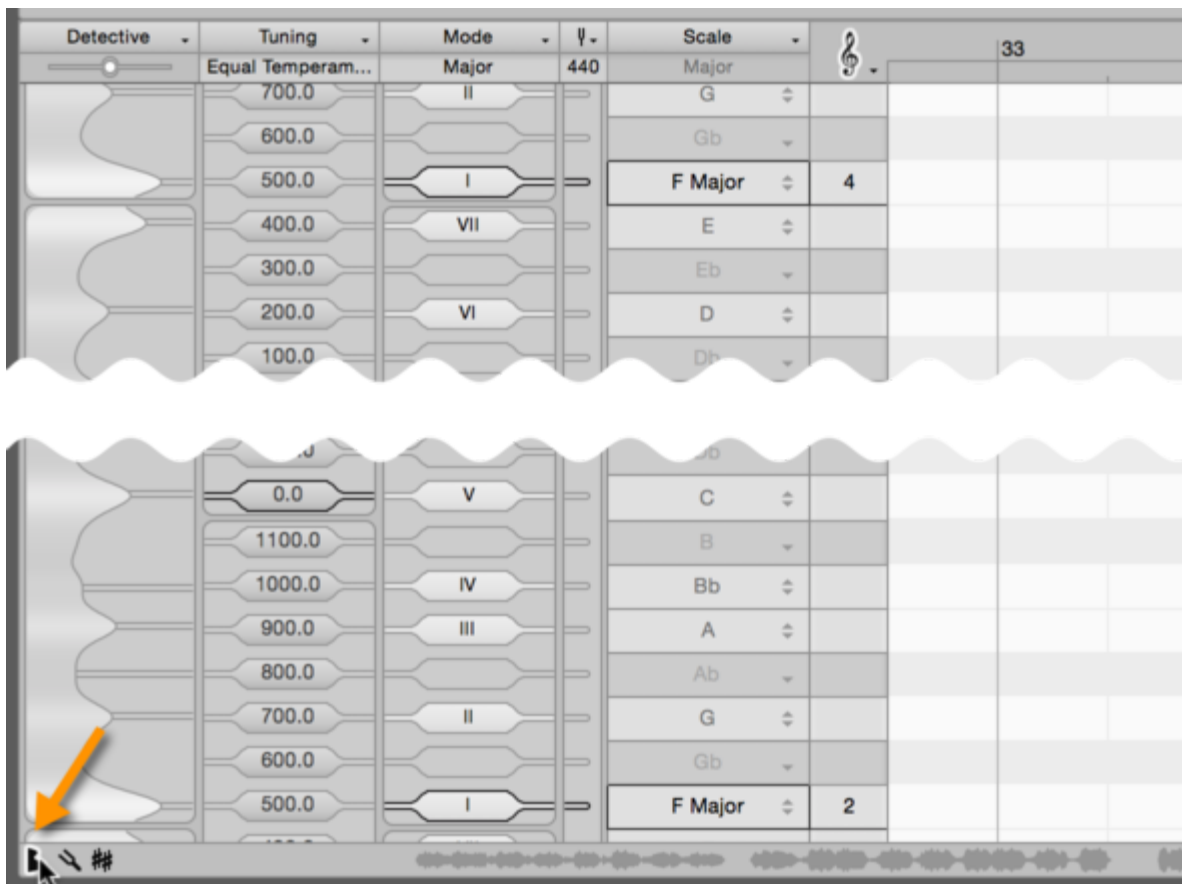 Detective Tuning Mode Scale
Equal Temperam... Major 440 Major 33
700.0 II G
600.0 Gb
500.0 I F Major 4
400.0 VII E
300.0 Eb
200.0 VI D
100.0 Db
Db
0.0 V C
1100.0 B
1000.0 IV Bb
900.0 III A
800.0 Ab
700.0 II G
600.0 Gb
500.0 I F Major 2